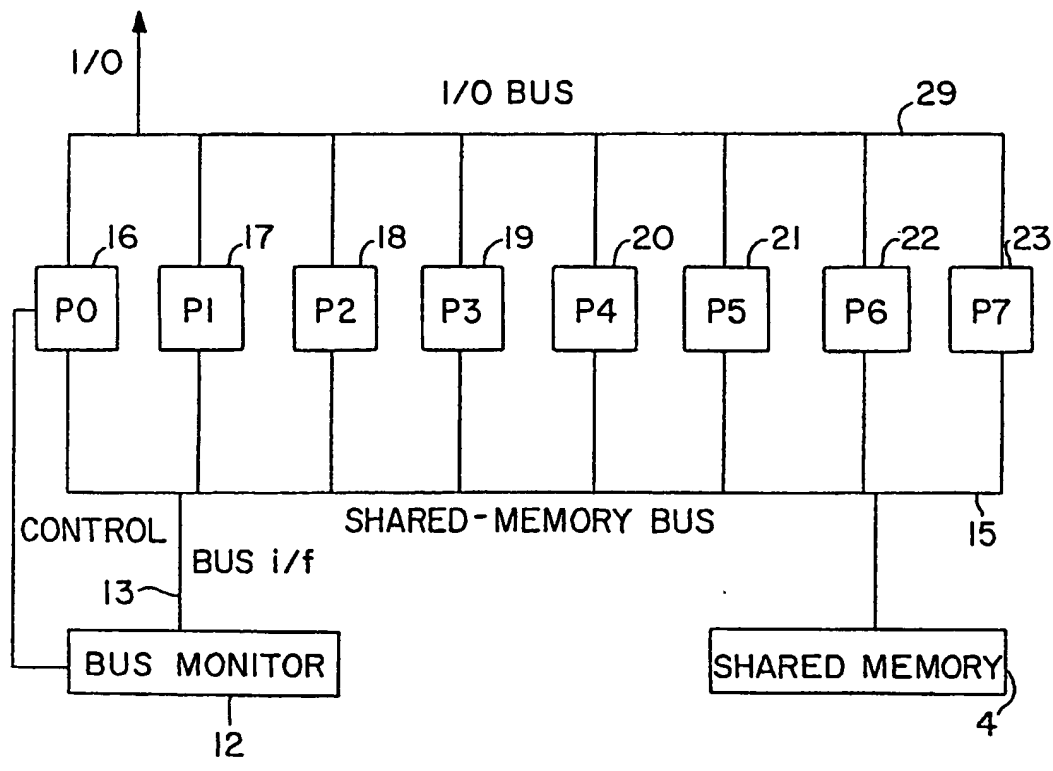 I/O
I/O BUS
29
16 17 18 19 20 21 22 23
P0 P1 P2 P3 P4 P5 P6 P7
CONTROL
SHARED-MEMORY BUS
15
BUS i/f
13
BUS MONITOR
SHARED MEMORY
12
4